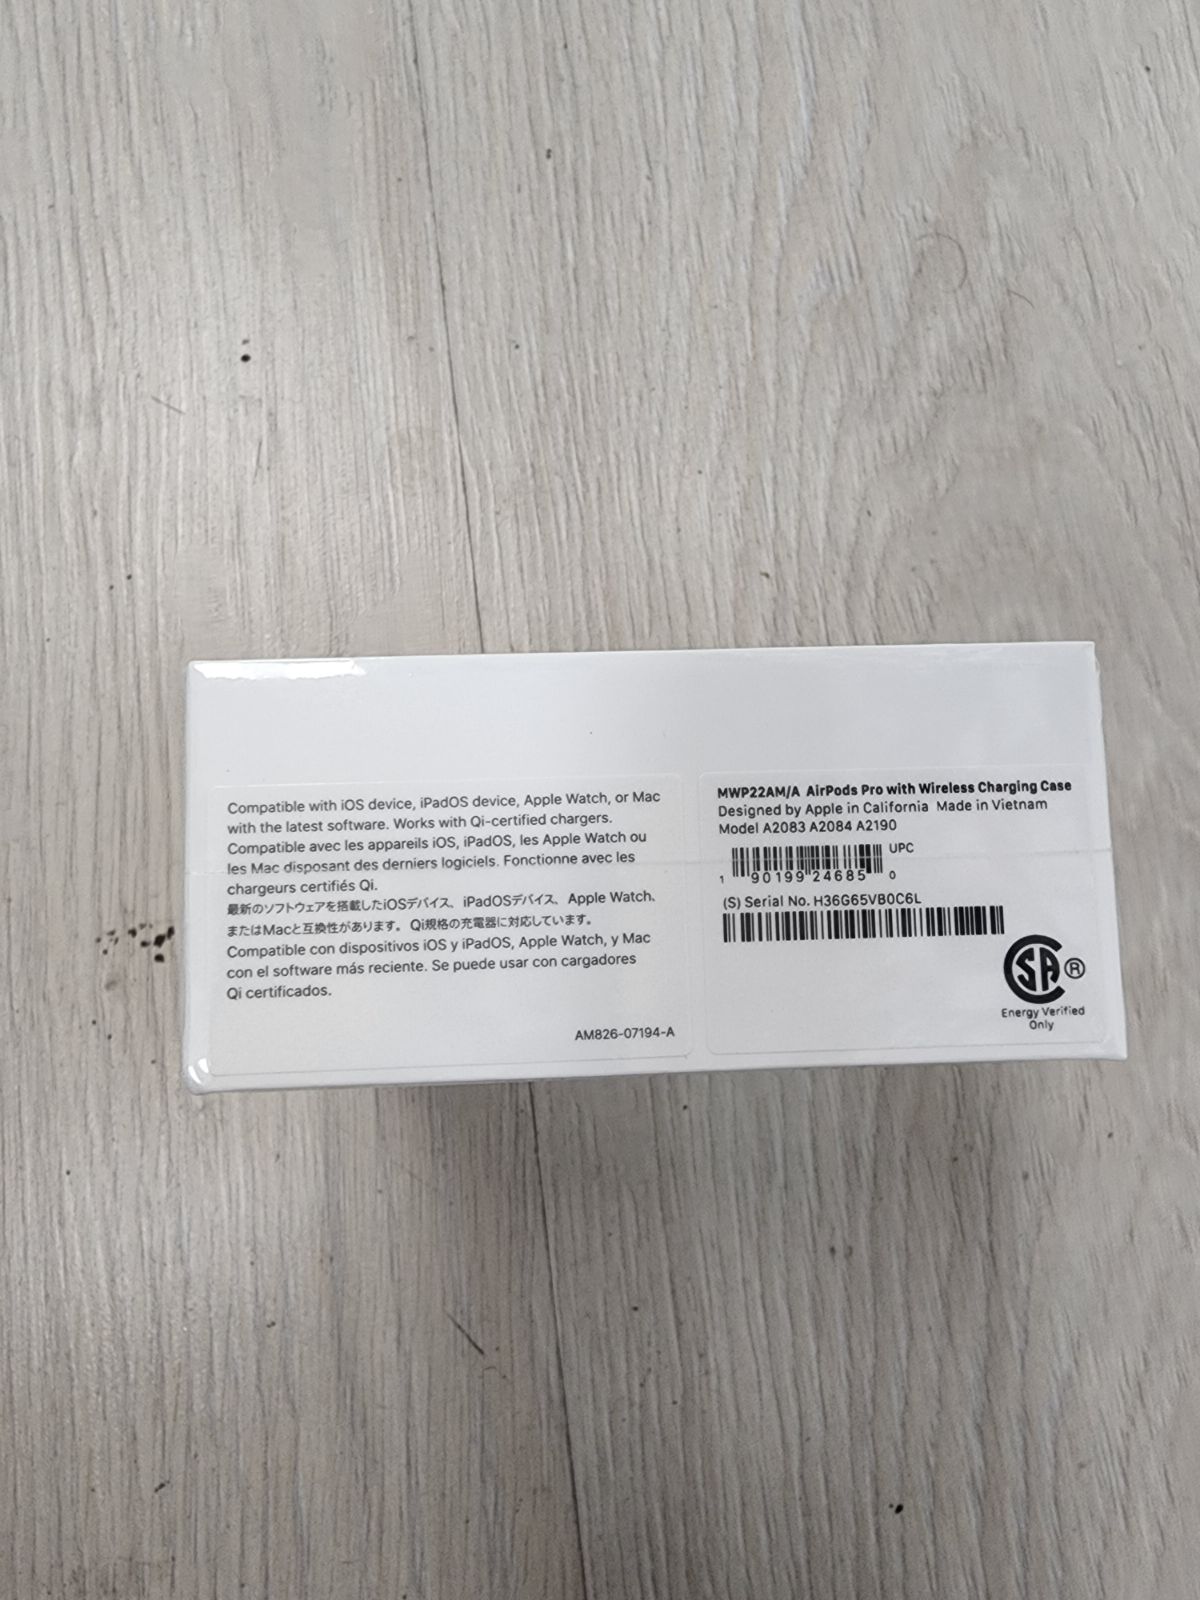 Compatible with iOS device, iPadOS device, Apple Watch, or Mac
with the latest software. Works with Qi-certified chargers.
Compatible avec les appareils iOS, iPadOS, les Apple Watch ou
les Mac disposant des derniers logiciels. Fonctionne avec les
chargeurs certifiés Qi.
最新のソフトウェアを搭載したiOSデバイス、iPadOSデバイス、Apple Watch、
またはMacと互換性があります。Qi規格の充電器に対応しています。
Compatible con dispositivos iOS y iPadOS, Apple Watch, y Mac
con el software más reciente. Se puede usar con cargadores
Qi certificados.
AM826-07194-A
MWP22AM/A AirPods Pro with Wireless Charging Case
Designed by Apple in California Made in Vietnam
Model A2083 A2084 A2190
UPC
1 90199 24685 0
(S) Serial No. H36G65VB0C6L
SA ®
Energy Verified
Only